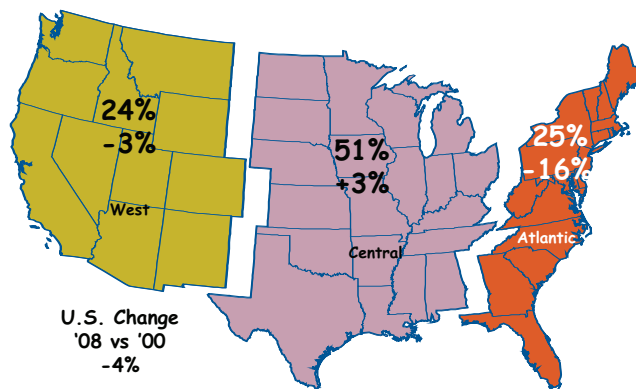 24%
-3%
West
51%
+3%
Central
25%
-16%
Atlantic
U.S. Change
'08 vs '00
-4%